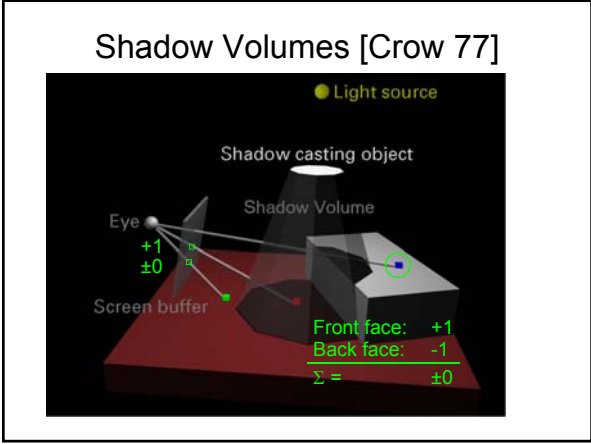 Shadow Volumes [Crow 77]
Light source
Shadow casting object
Shadow Volume
Eye
+1
±0
Screen buffer
Front face: +1
Back face: -1
Σ = ±0